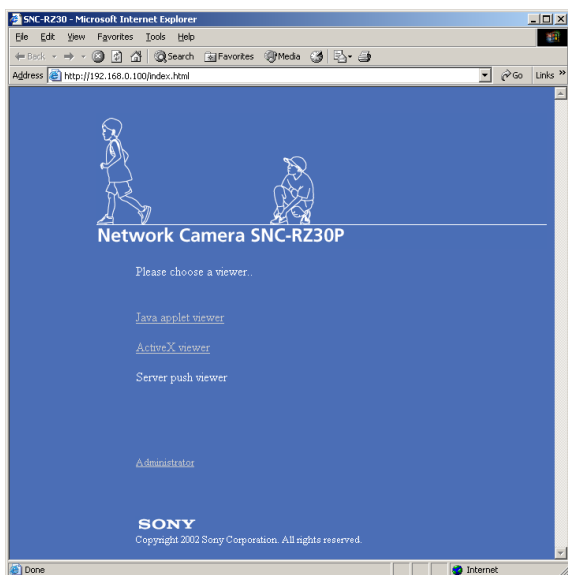 SNC-RZ30 - Microsoft Internet Explorer
File Edit View Favorites Tools Help
Back Search Favorites Media
Address http://192.168.0.100/index.html Go Links »
Network Camera SNC-RZ30P
Please choose a viewer..
Java applet viewer
ActiveX viewer
Server push viewer
Administrator
SONY
Copyright 2002 Sony Corporation. All rights reserved.
Done Internet